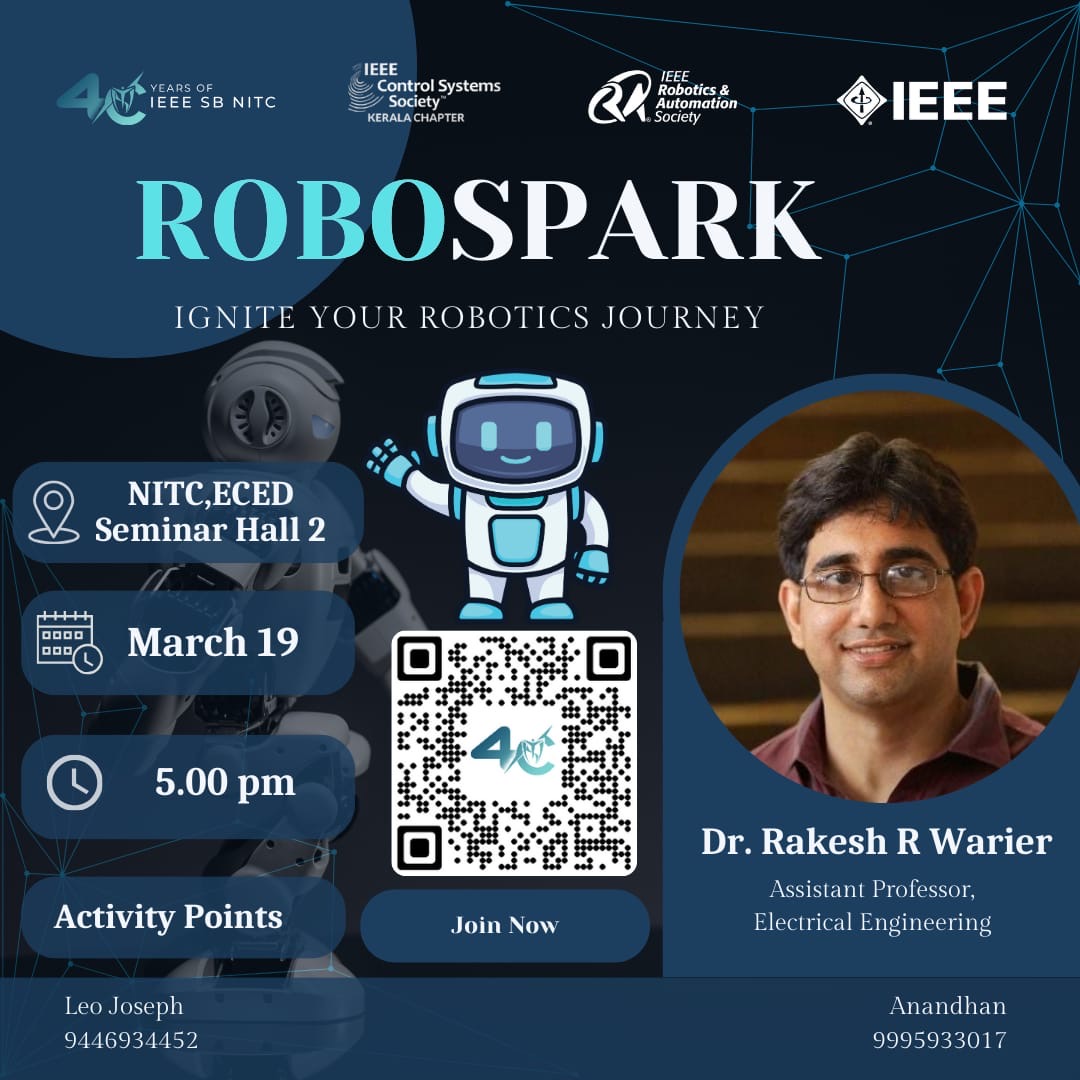 YEARS OF
IEEE SB NITC
IEEE
Control Systems
Society™
KERALA CHAPTER
IEEE
Robotics &
Automation
Society
®
IEEE
ROBOSPARK
IGNITE YOUR ROBOTICS JOURNEY
NITC,ECED
Seminar Hall 2
March 19
5.00 pm
Activity Points
Join Now
Dr. Rakesh R Warier
Assistant Professor,
Electrical Engineering
Leo Joseph
9446934452
Anandhan
9995933017